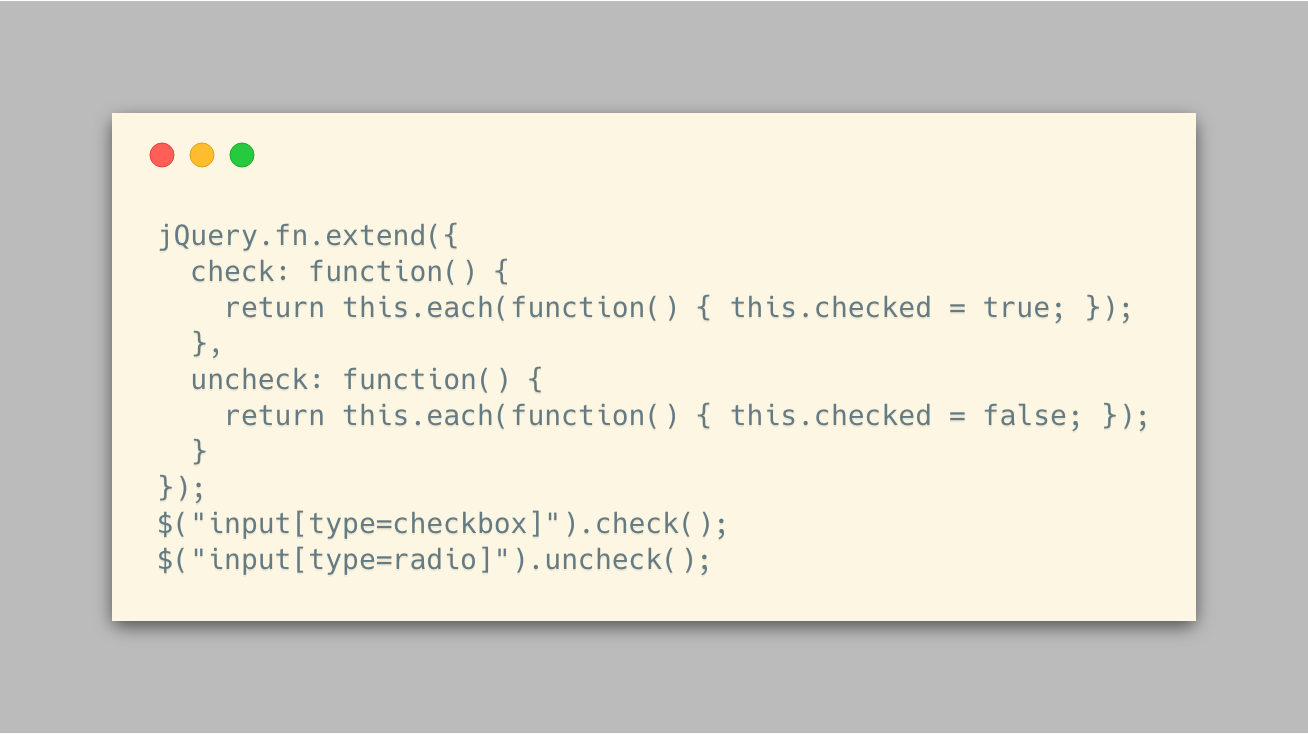 jQuery.fn.extend({
  check: function() {
    return this.each(function() { this.checked = true; });
  },
  uncheck: function() {
    return this.each(function() { this.checked = false; });
  }
});
$("input[type=checkbox]").check();
$("input[type=radio]").uncheck();